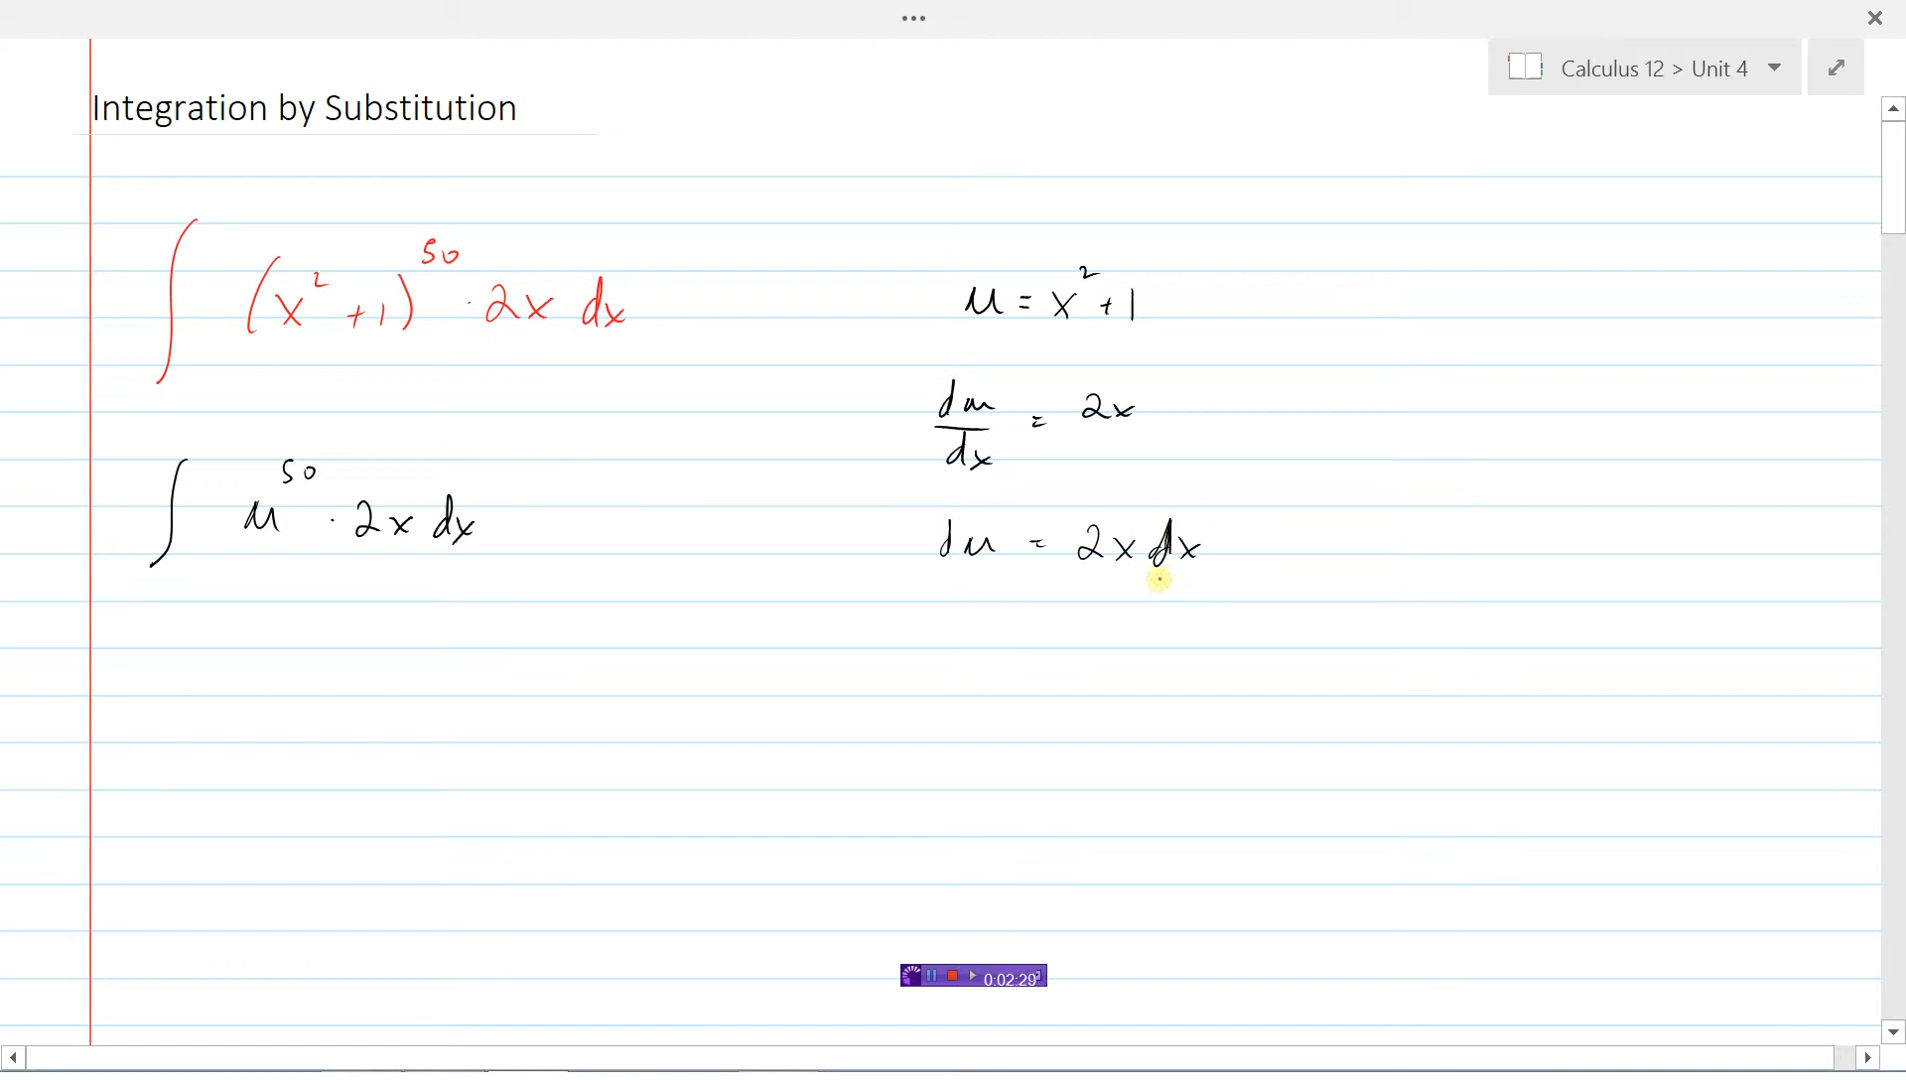 Calculus 12 > Unit 4
Integration by Substitution
∫ (x² + 1)⁵⁰ · 2x dx
u = x² + 1
du/dx = 2x
∫ u⁵⁰ · 2x dx
du = 2x dx
0:02:29